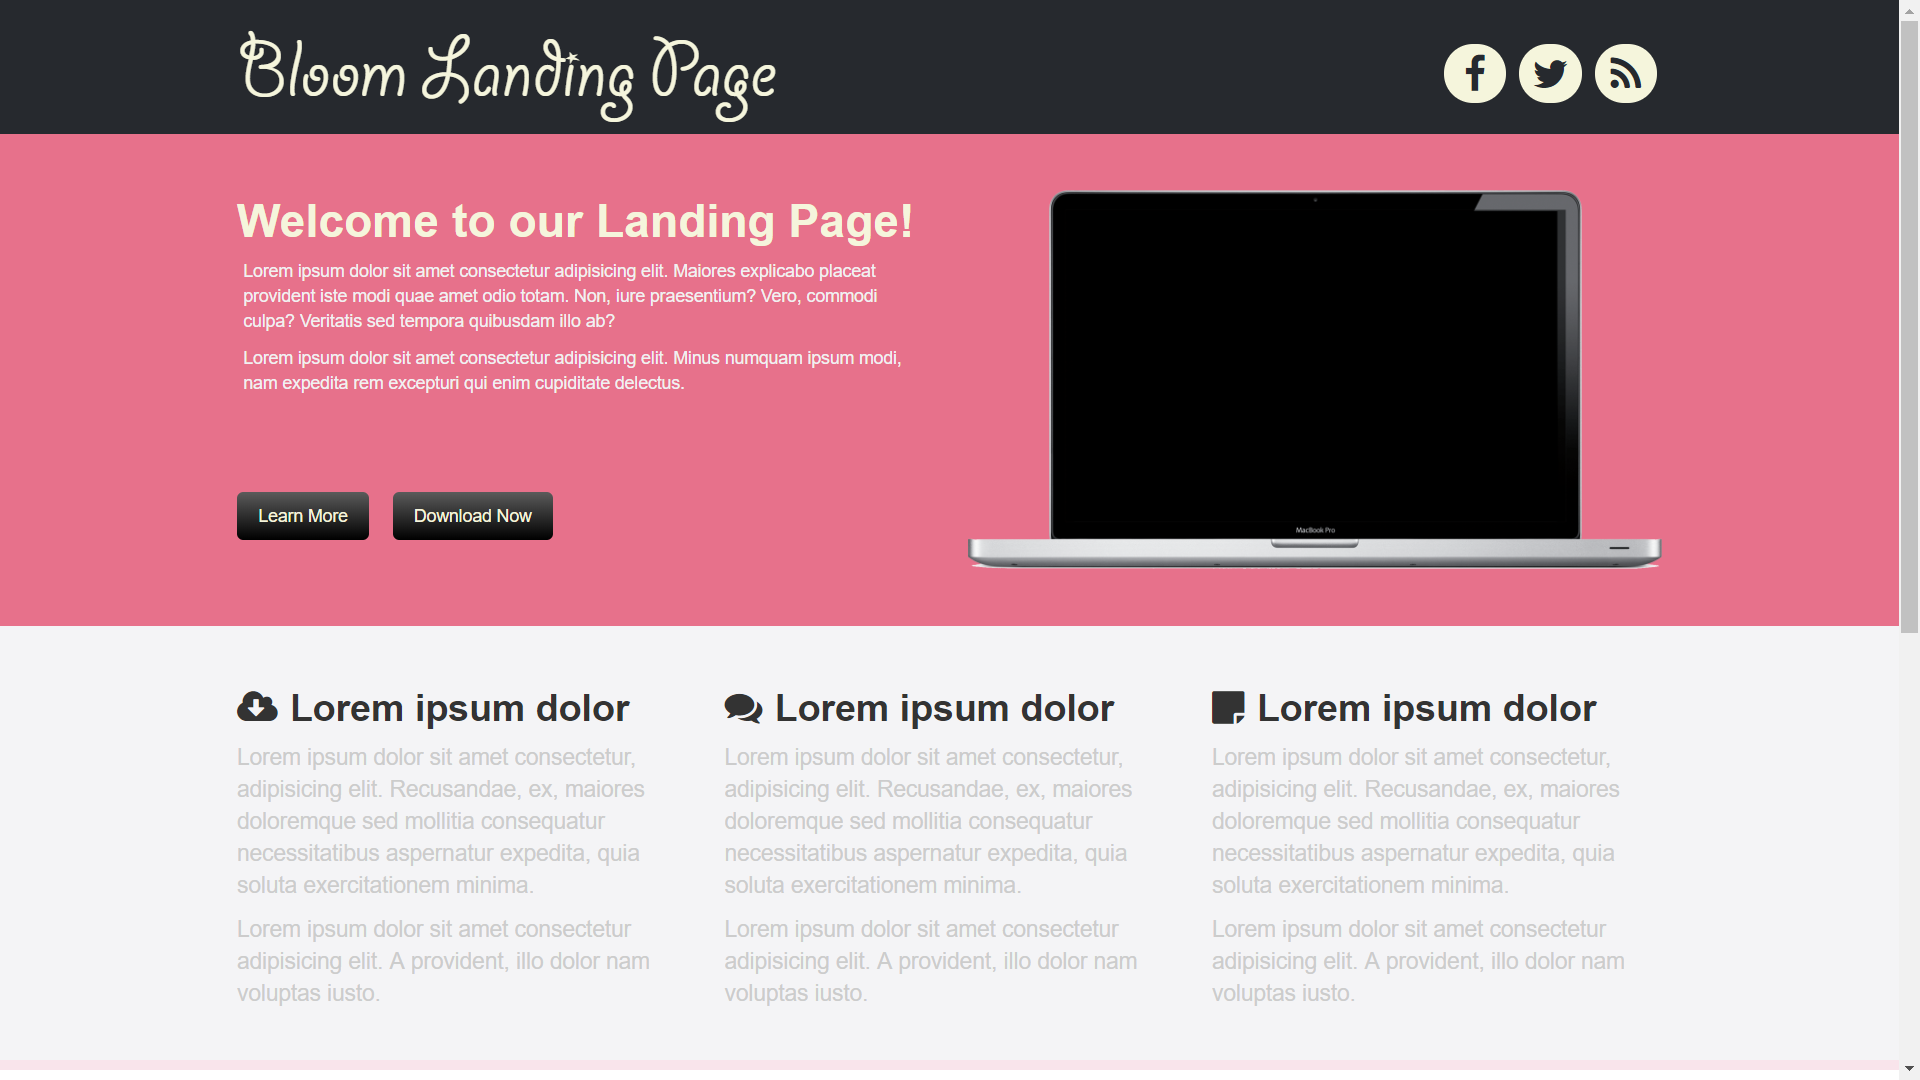 Bloom Landing Page
Welcome to our Landing Page!
Lorem ipsum dolor sit amet consectetur adipisicing elit. Maiores explicabo placeat
provident iste modi quae amet odio totam. Non, iure praesentium? Vero, commodi
culpa? Veritatis sed tempora quibusdam illo ab?
Lorem ipsum dolor sit amet consectetur adipisicing elit. Minus numquam ipsum modi,
nam expedita rem excepturi qui enim cupiditate delectus.
Learn More
Download Now
MacBook Pro
Lorem ipsum dolor
Lorem ipsum dolor sit amet consectetur,
adipisicing elit. Recusandae, ex, maiores
doloremque sed mollitia consequatur
necessitatibus aspernatur expedita, quia
soluta exercitationem minima.
Lorem ipsum dolor sit amet consectetur
adipisicing elit. A provident, illo dolor nam
voluptas iusto.
Lorem ipsum dolor
Lorem ipsum dolor sit amet consectetur,
adipisicing elit. Recusandae, ex, maiores
doloremque sed mollitia consequatur
necessitatibus aspernatur expedita, quia
soluta exercitationem minima.
Lorem ipsum dolor sit amet consectetur
adipisicing elit. A provident, illo dolor nam
voluptas iusto.
Lorem ipsum dolor
Lorem ipsum dolor sit amet consectetur,
adipisicing elit. Recusandae, ex, maiores
doloremque sed mollitia consequatur
necessitatibus aspernatur expedita, quia
soluta exercitationem minima.
Lorem ipsum dolor sit amet consectetur
adipisicing elit. A provident, illo dolor nam
voluptas iusto.